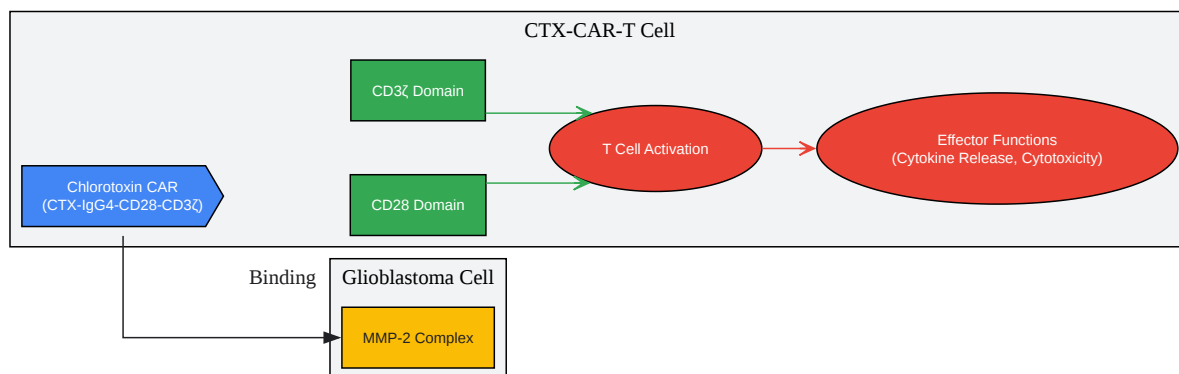 CTX-CAR-T Cell
CD3ζ Domain
T Cell Activation
Effector Functions
(Cytokine Release, Cytotoxicity)
Chlorotoxin CAR
(CTX-IgG4-CD28-CD3ζ)
CD28 Domain
Binding
Glioblastoma Cell
MMP-2 Complex